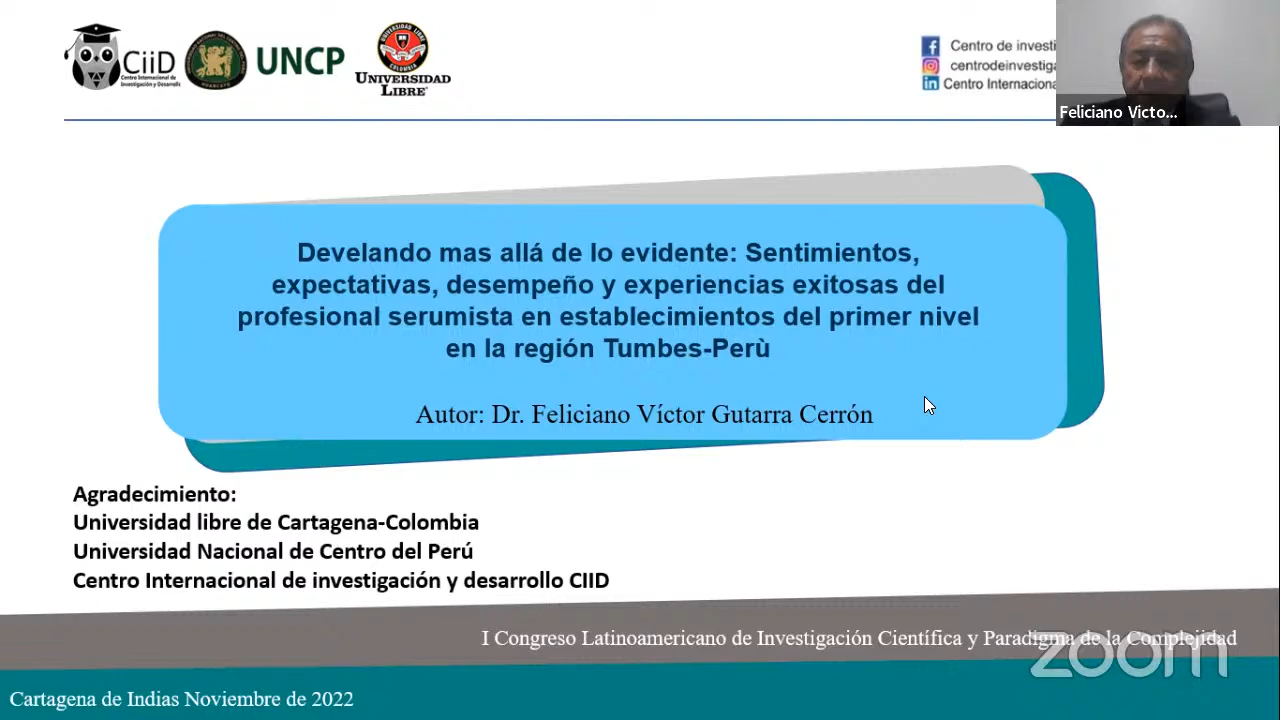 CiiD
Centro Internacional de
Investigación y Desarrollo
UNCP
UNIVERSIDAD LIBRE
COLOMBIA
UNIVERSIDAD
LIBRE
Centro de investi
centrodeinvestiga
Centro Internaciona
Feliciano Victo...
Develando mas allá de lo evidente: Sentimientos,
expectativas, desempeño y experiencias exitosas del
profesional serumista en establecimientos del primer nivel
en la región Tumbes-Perù
Autor: Dr. Feliciano Víctor Gutarra Cerrón
Agradecimiento:
Universidad libre de Cartagena-Colombia
Universidad Nacional de Centro del Perú
Centro Internacional de investigación y desarrollo CIID
I Congreso Latinoamericano de Investigación Científica y Paradigma de la Complejidad
zoom
Cartagena de Indias Noviembre de 2022